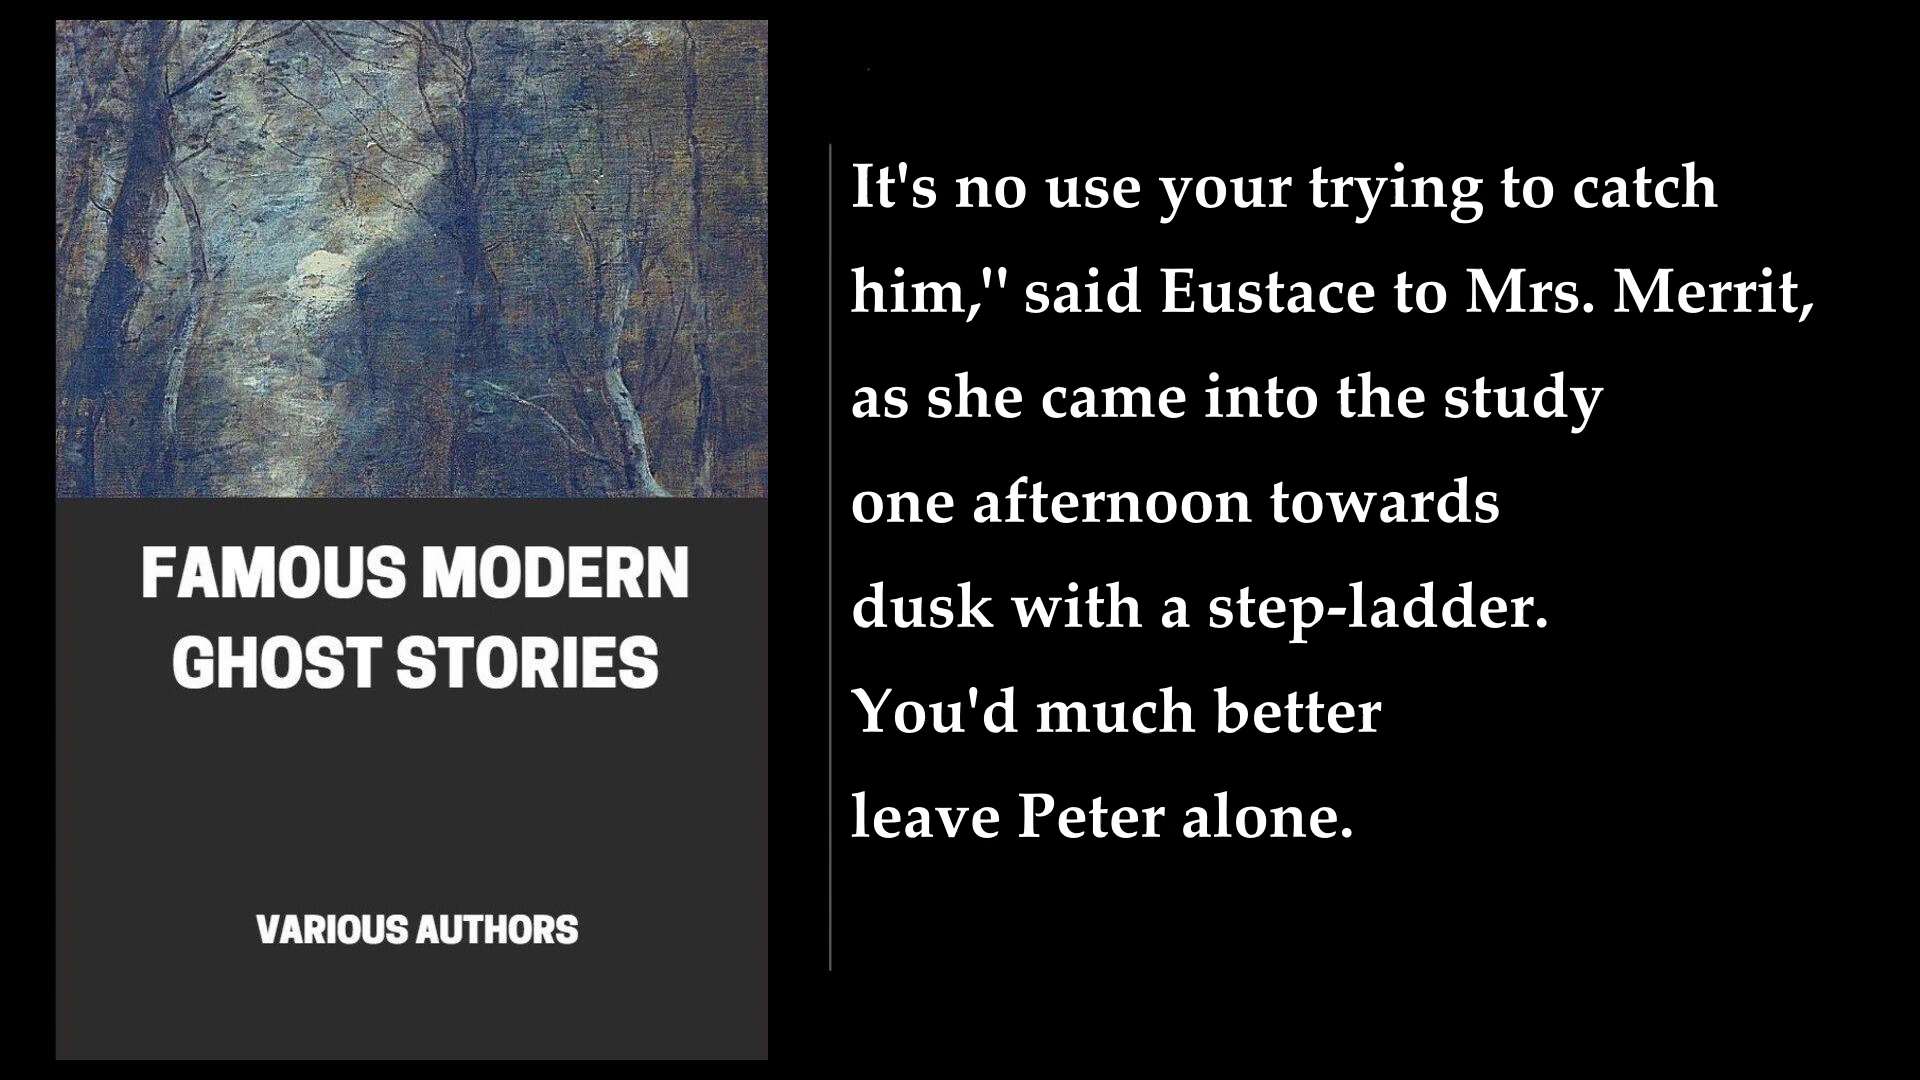 FAMOUS MODERN
GHOST STORIES
VARIOUS AUTHORS
It's no use your trying to catch
him," said Eustace to Mrs. Merrit,
as she came into the study
one afternoon towards
dusk with a step-ladder.
You'd much better
leave Peter alone.